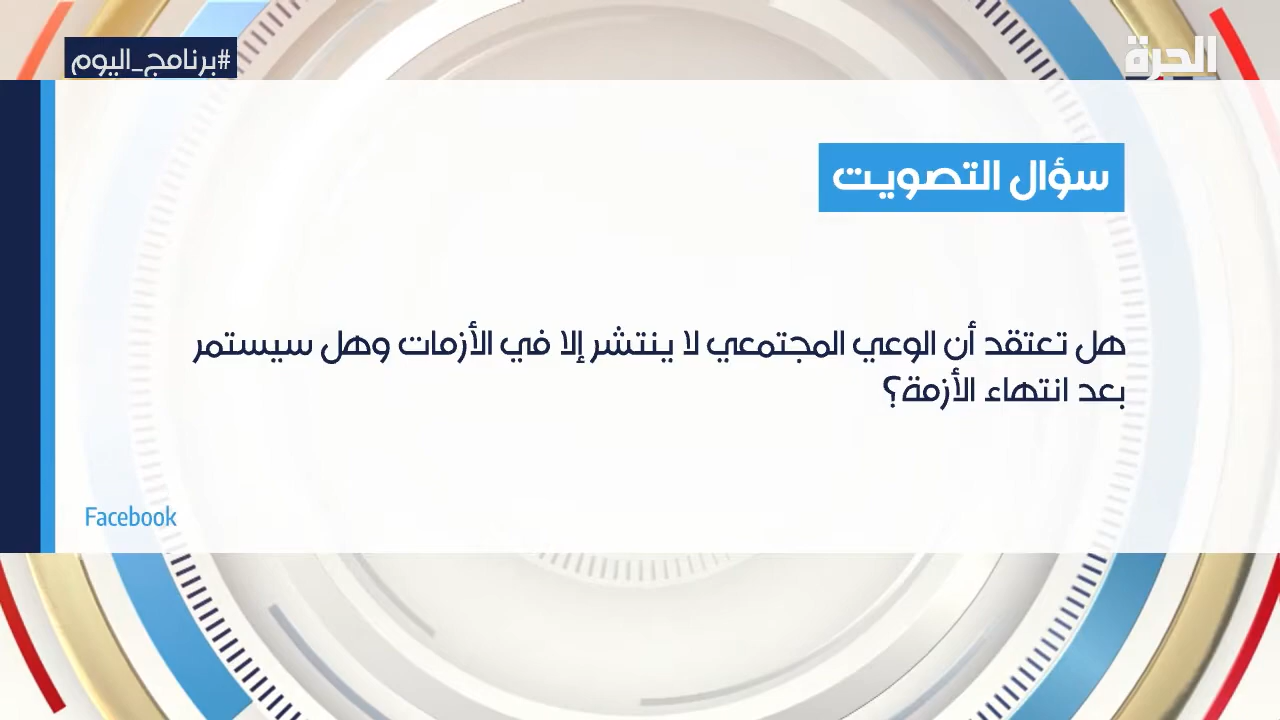 الحرة
#برنامج_اليوم
سؤال التصويت
هل تعتقد أن الوعي المجتمعي لا ينتشر إلا في الأزمات وهل سيستمر
بعد انتهاء الأزمة؟
Facebook